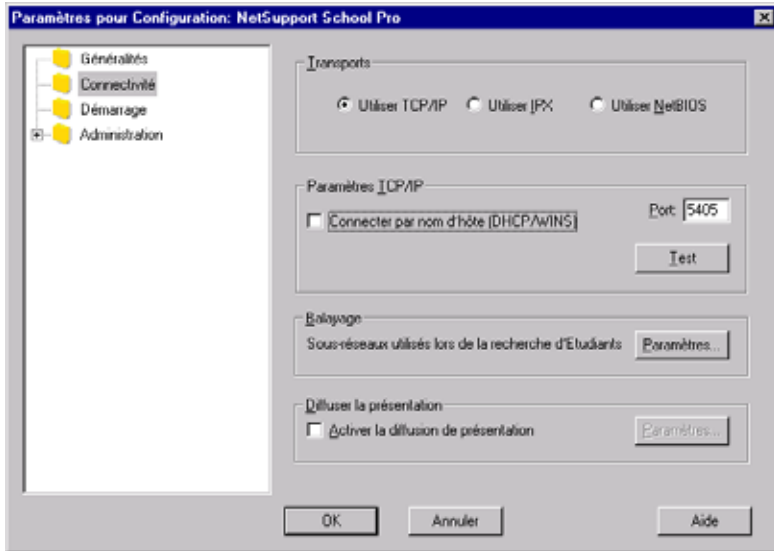 Paramètres pour Configuration: NetSupport School Pro
Généralités
Connectivité
Démarrage
Administration
Transports
Utiliser TCP/IP
Utiliser IPX
Utiliser NetBIOS
Paramètres TCP/IP
Connecter par nom d'hôte (DHCP/WINS)
Port: 5405
Test
Balayage
Sous-réseaux utilisés lors de la recherche d'Etudiants
Paramètres...
Diffuser la présentation
Activer la diffusion de présentation
Paramètres...
OK
Annuler
Aide